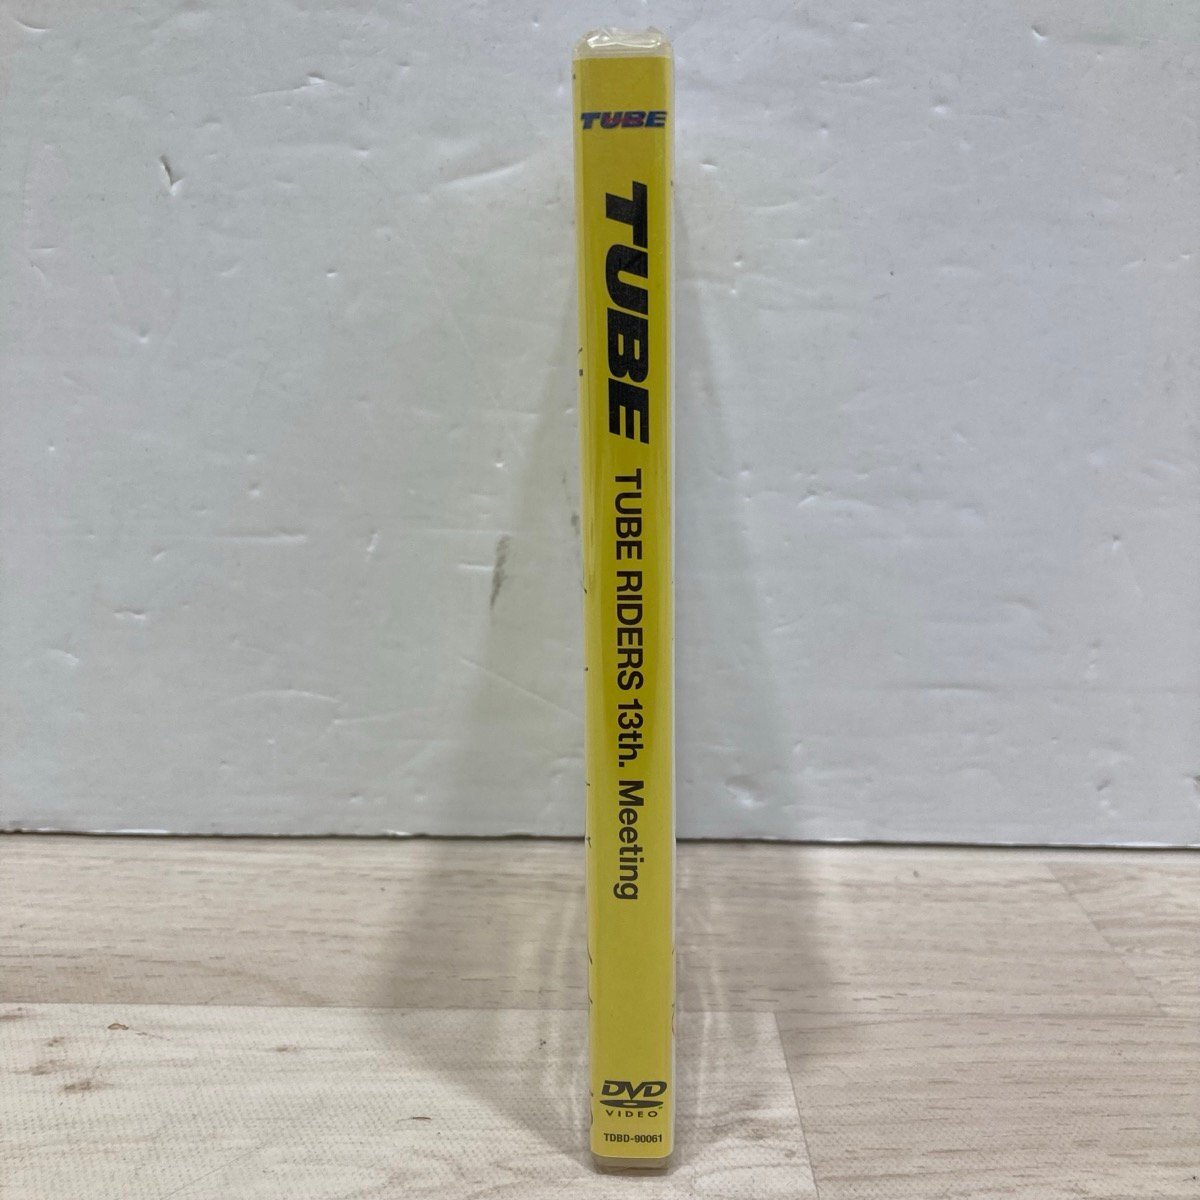 TUBE
TUBE
TUBE RIDERS 13th. Meeting
DVD
VIDEO
TDBD-90061